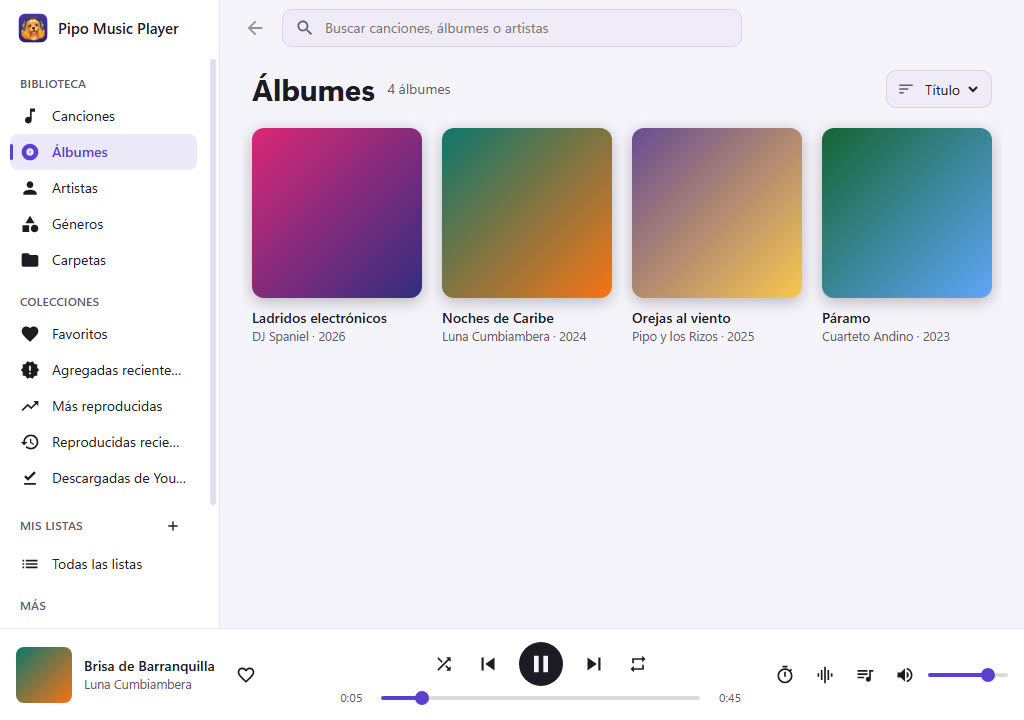 Pipo Music Player
Buscar canciones, álbumes o artistas
BIBLIOTECA
Canciones
Álbumes
Artistas
Géneros
Carpetas
COLECCIONES
Favoritos
Agregadas reciente...
Más reproducidas
Reproducidas recie...
Descargadas de You...
MIS LISTAS
Todas las listas
MÁS
Álbumes 4 álbumes
Título
Ladridos electrónicos
DJ Spaniel · 2026
Noches de Caribe
Luna Cumbiambera · 2024
Orejas al viento
Pipo y los Rizos · 2025
Páramo
Cuarteto Andino · 2023
Brisa de Barranquilla
Luna Cumbiambera
0:05
0:45